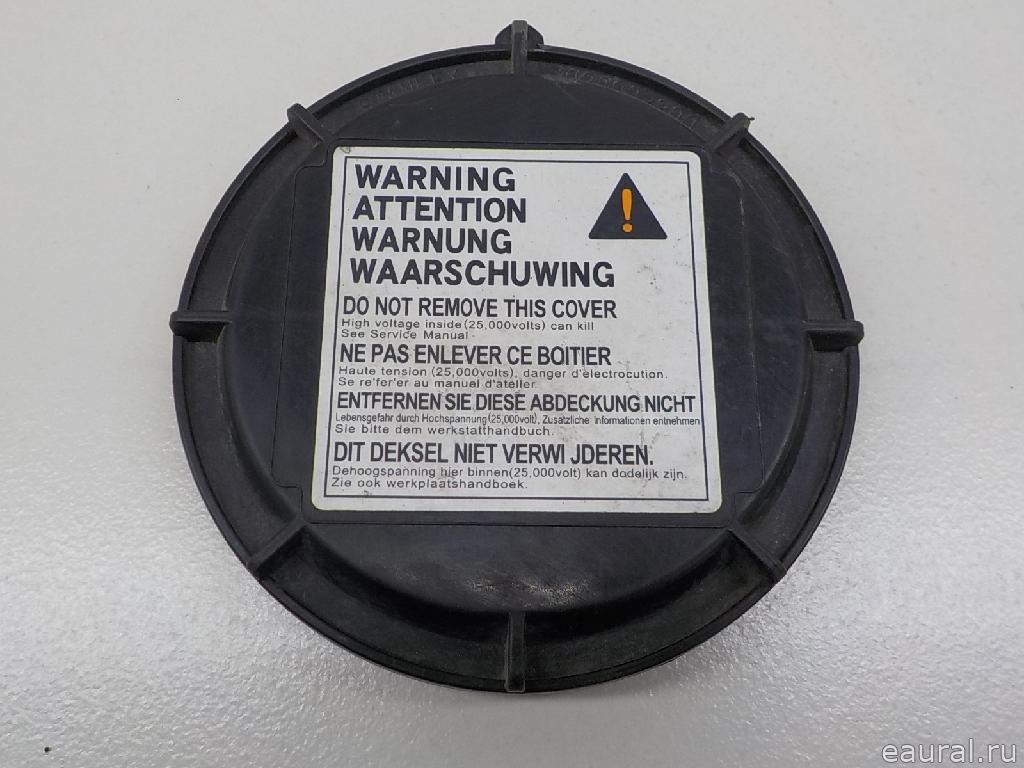 WARNING
ATTENTION
WARNUNG
WAARSCHUWING
DO NOT REMOVE THIS COVER
High voltage inside(25,000volts) can kill
See Service Manual
NE PAS ENLEVER CE BOITIER
Haute tension (25,000volts), danger d'electrocution.
Se re'fer'er au manual d'ateller
ENTFERNEN SIE DIESE ABDECKUNG NICHT
Lebensgefahr durch Hochspannung(25,000volt), Zusätzliche informationen entnehmen
Sie bitte dem werkstatthandbuch.
DIT DEKSEL NIET VERWI JDEREN.
Dehoogspanning hier binnen(25,000volt) kan dodelijk zijn.
Zie ook werkplaatshandboek.
eaural.ru